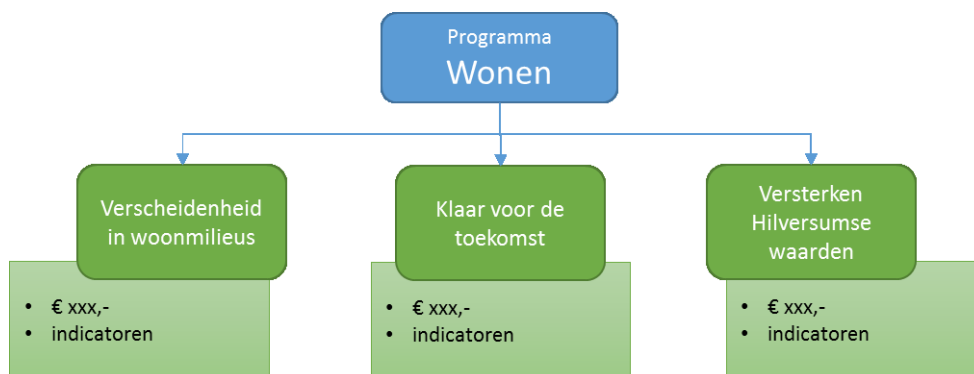 Programma
Wonen
Verscheidenheid
in woonmilieus
• € xxx,-
• indicatoren
Klaar voor de
toekomst
• € xxx,-
• indicatoren
Versterken
Hilversumse
waarden
• € xxx,-
• indicatoren